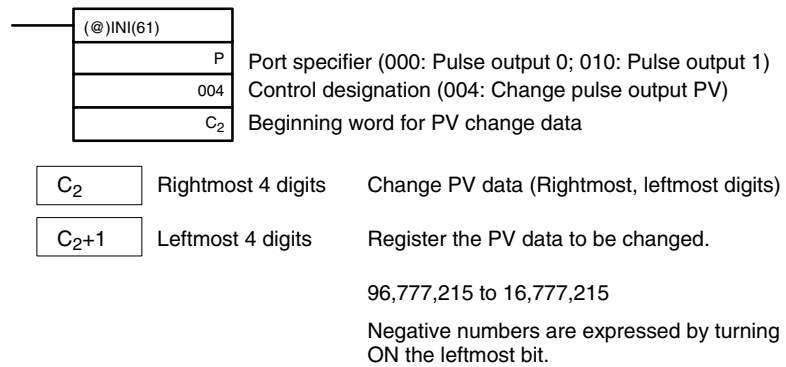 (@)INI(61)
P Port specifier (000: Pulse output 0; 010: Pulse output 1)
004 Control designation (004: Change pulse output PV)
C2 Beginning word for PV change data
C2 Rightmost 4 digits Change PV data (Rightmost, leftmost digits)
C2+1 Leftmost 4 digits Register the PV data to be changed.
96,777,215 to 16,777,215
Negative numbers are expressed by turning
ON the leftmost bit.